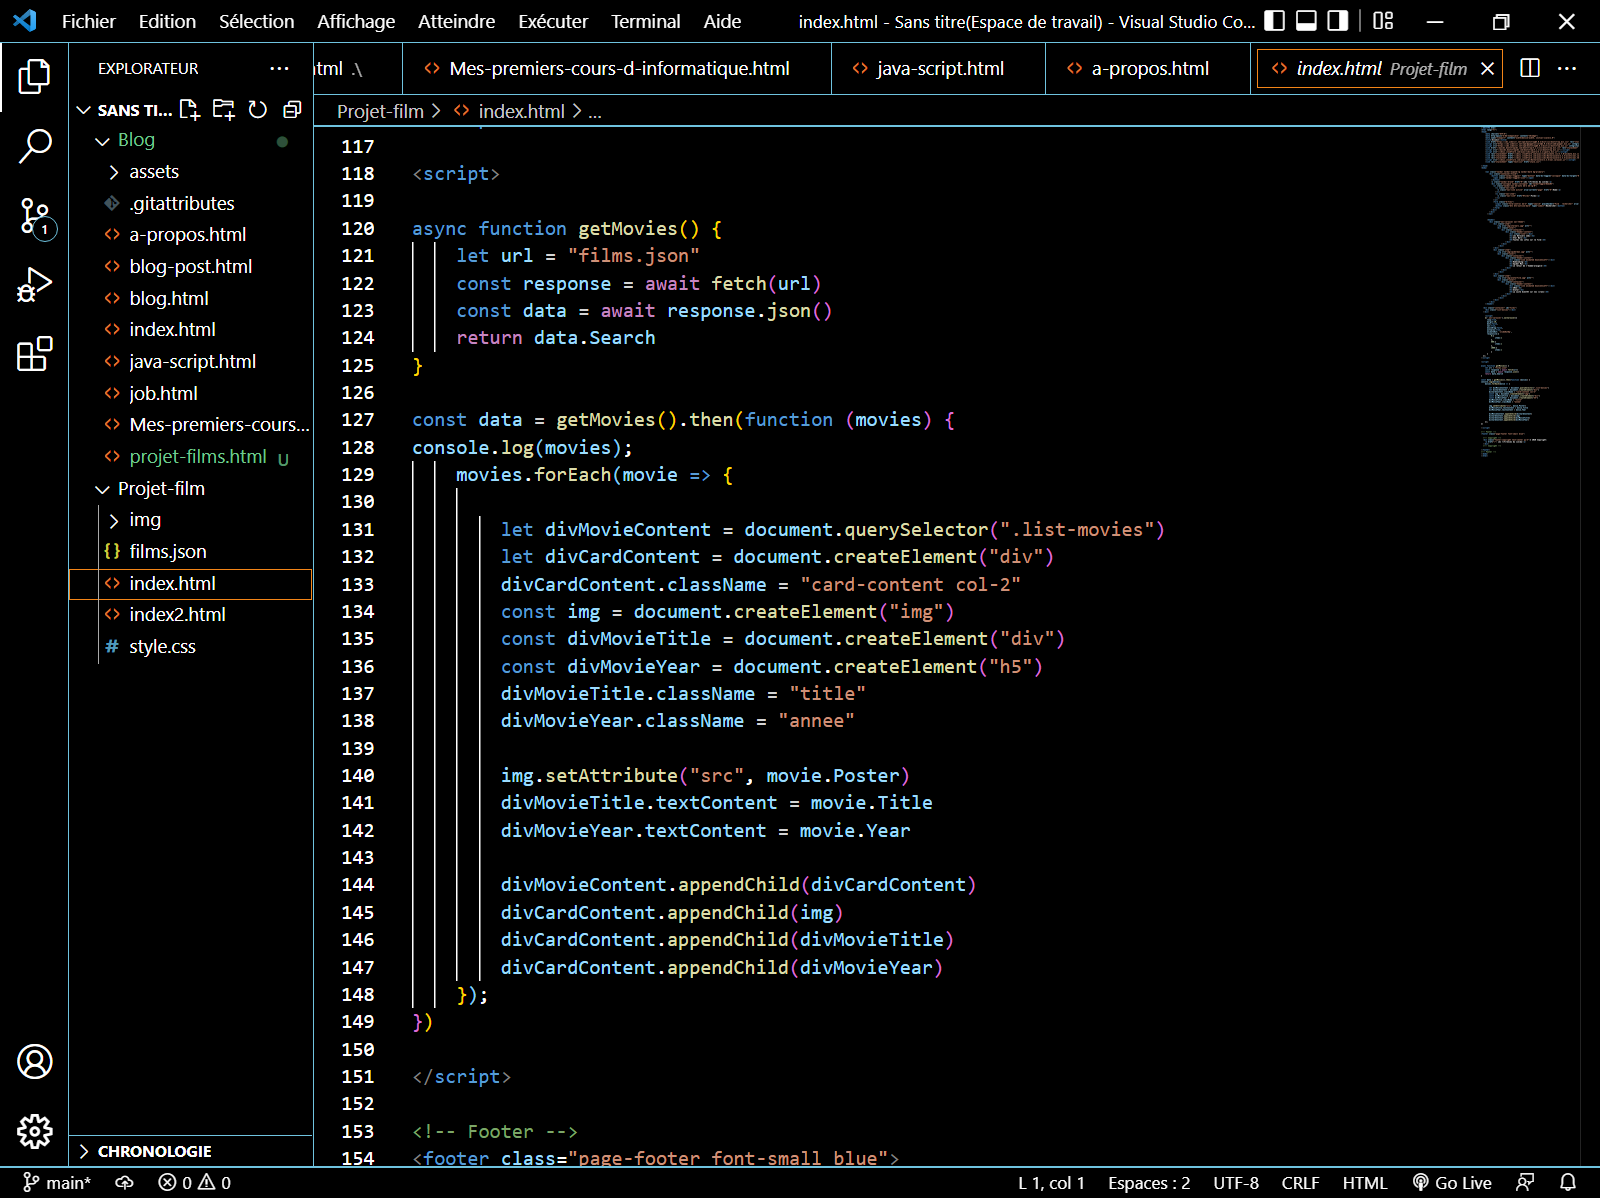 Fichier Edition Sélection Affichage Atteindre Exécuter Terminal Aide index.html - Sans titre(Espace de travail) - Visual Studio Co...
EXPLORATEUR
html .\ Mes-premiers-cours-d-informatique.html java-script.html a-propos.html index.html Projet-film
SANS TI...
Projet-film > index.html > ...
Blog
assets
.gitattributes
a-propos.html
blog-post.html
blog.html
index.html
java-script.html
job.html
Mes-premiers-cours...
projet-films.html U
Projet-film
img
{} films.json
index.html
index2.html
# style.css
CHRONOLOGIE
1
117
118 <script>
119
120 async function getMovies() {
121 let url = "films.json"
122 const response = await fetch(url)
123 const data = await response.json()
124 return data.Search
125 }
126
127 const data = getMovies().then(function (movies) {
128 console.log(movies);
129 movies.forEach(movie => {
130
131 let divMovieContent = document.querySelector(".list-movies")
132 let divCardContent = document.createElement("div")
133 divCardContent.className = "card-content col-2"
134 const img = document.createElement("img")
135 const divMovieTitle = document.createElement("div")
136 const divMovieYear = document.createElement("h5")
137 divMovieTitle.className = "title"
138 divMovieYear.className = "annee"
139
140 img.setAttribute("src", movie.Poster)
141 divMovieTitle.textContent = movie.Title
142 divMovieYear.textContent = movie.Year
143
144 divMovieContent.appendChild(divCardContent)
145 divCardContent.appendChild(img)
146 divCardContent.appendChild(divMovieTitle)
147 divCardContent.appendChild(divMovieYear)
148 });
149 })
150
151 </script>
152
153 <!-- Footer -->
154 <footer class="page-footer font-small blue">
main* 0 0 L 1, col 1 Espaces : 2 UTF-8 CRLF HTML Go Live